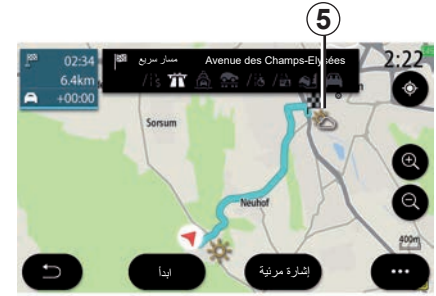 5
02:34
6.4km
+00:00
مسار سريع
Avenue des Champs-Elysées
2:22
Sorsum
Neuhof
400m
ابدأ
إشارة مرئية